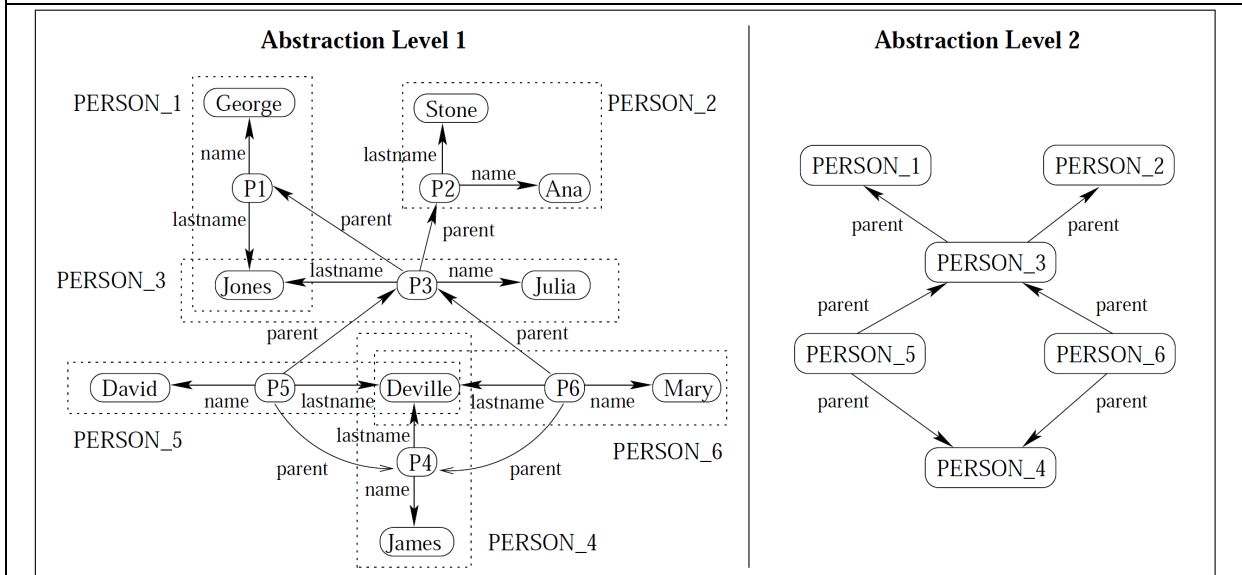 Abstraction Level 1
PERSON_1
George
name
P1
lastname
Stone
PERSON_2
lastname
name
P2
Ana
parent
parent
PERSON_3
Jones
lastname
P3
name
Julia
parent
parent
David
name
P5
lastname
Deville
lastname
P6
name
Mary
PERSON_5
lastname
PERSON_6
parent
P4
parent
name
James
PERSON_4
Abstraction Level 2
PERSON_1
PERSON_2
parent
parent
PERSON_3
parent
parent
PERSON_5
PERSON_6
parent
parent
PERSON_4